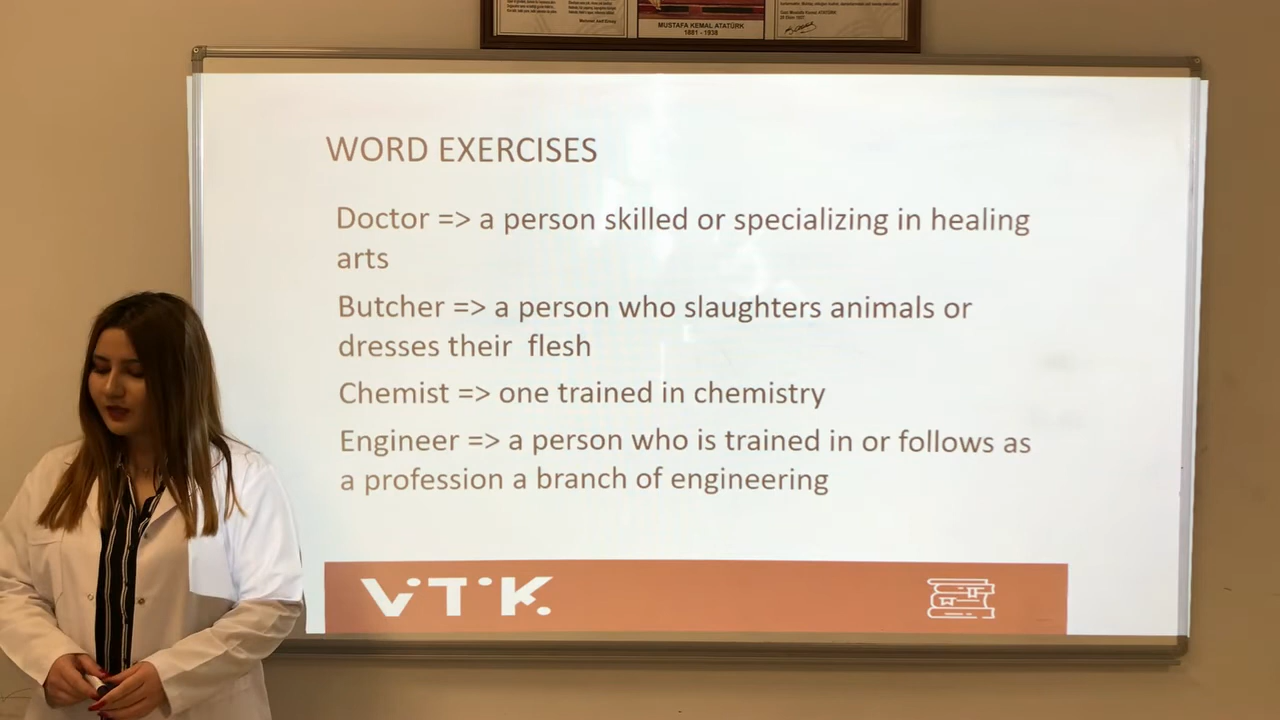 MUSTAFA KEMAL ATATÜRK
1881 - 1938
WORD EXERCISES
Doctor => a person skilled or specializing in healing
arts
Butcher => a person who slaughters animals or
dresses their flesh
Chemist => one trained in chemistry
Engineer => a person who is trained in or follows as
a profession a branch of engineering
ViTiK.